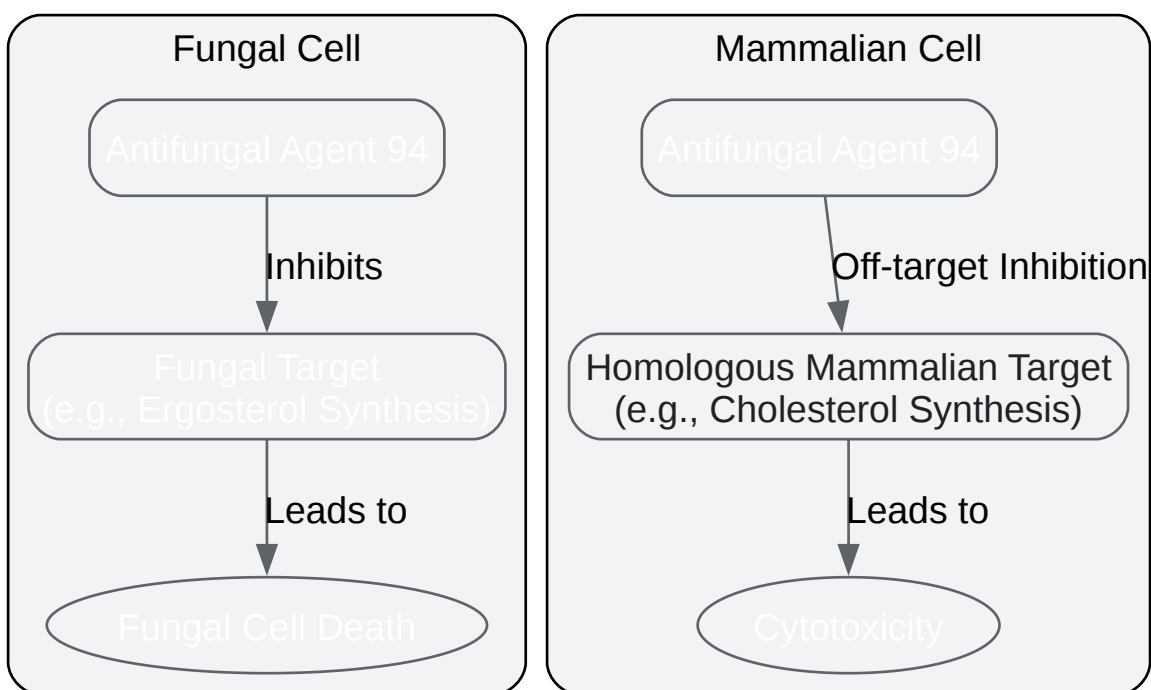 Fungal Cell
Antifungal Agent 94
Inhibits
Fungal Target
(e.g., Ergosterol Synthesis)
Leads to
Fungal Cell Death
Mammalian Cell
Antifungal Agent 94
Off-target Inhibition
Homologous Mammalian Target
(e.g., Cholesterol Synthesis)
Leads to
Cytotoxicity